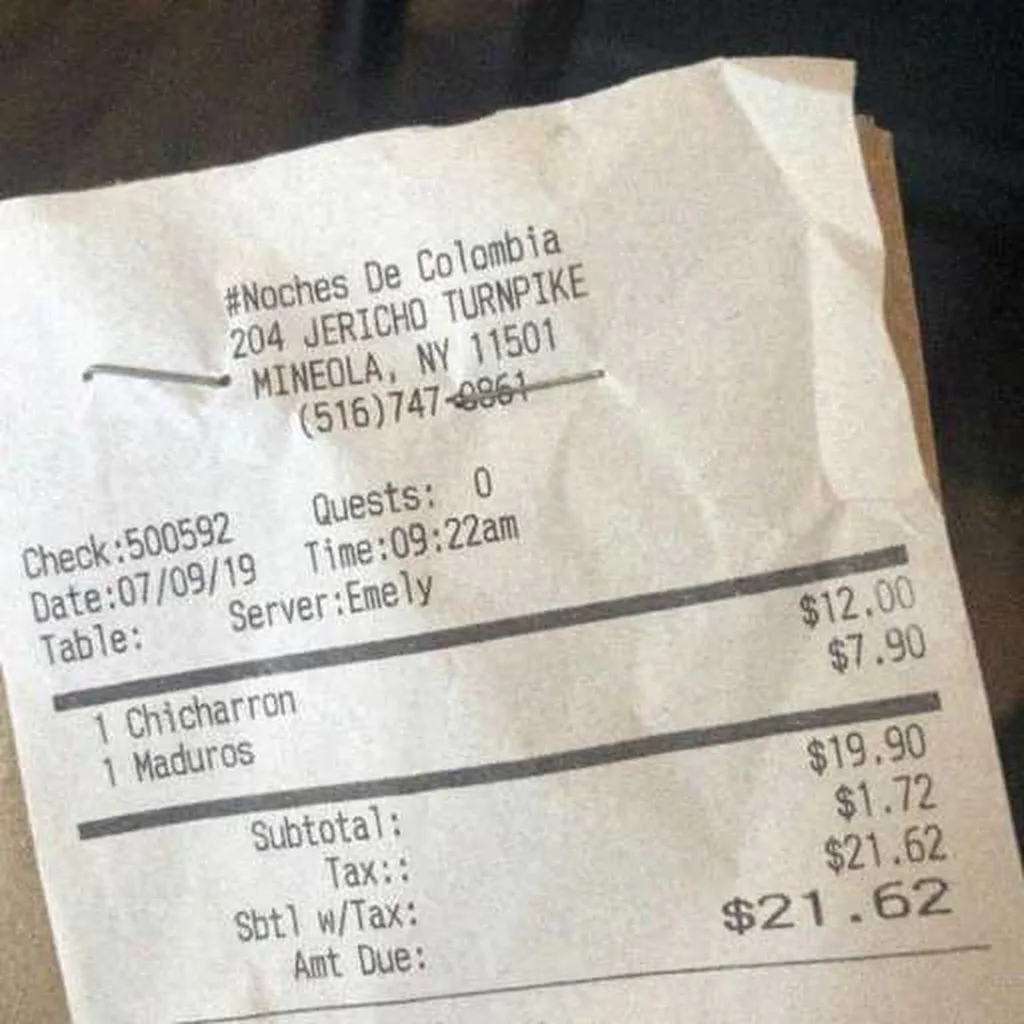 #Noches De Colombia
204 JERICHO TURNPIKE
MINEOLA, NY 11501
(516)747-0861
Check:500592 Quests: 0
Date:07/09/19 Time:09:22am
Table: Server:Emely
1 Chicharron $12.00
1 Maduros $7.90
Subtotal: $19.90
Tax:: $1.72
Sbtl w/Tax: $21.62
Amt Due: $21.62